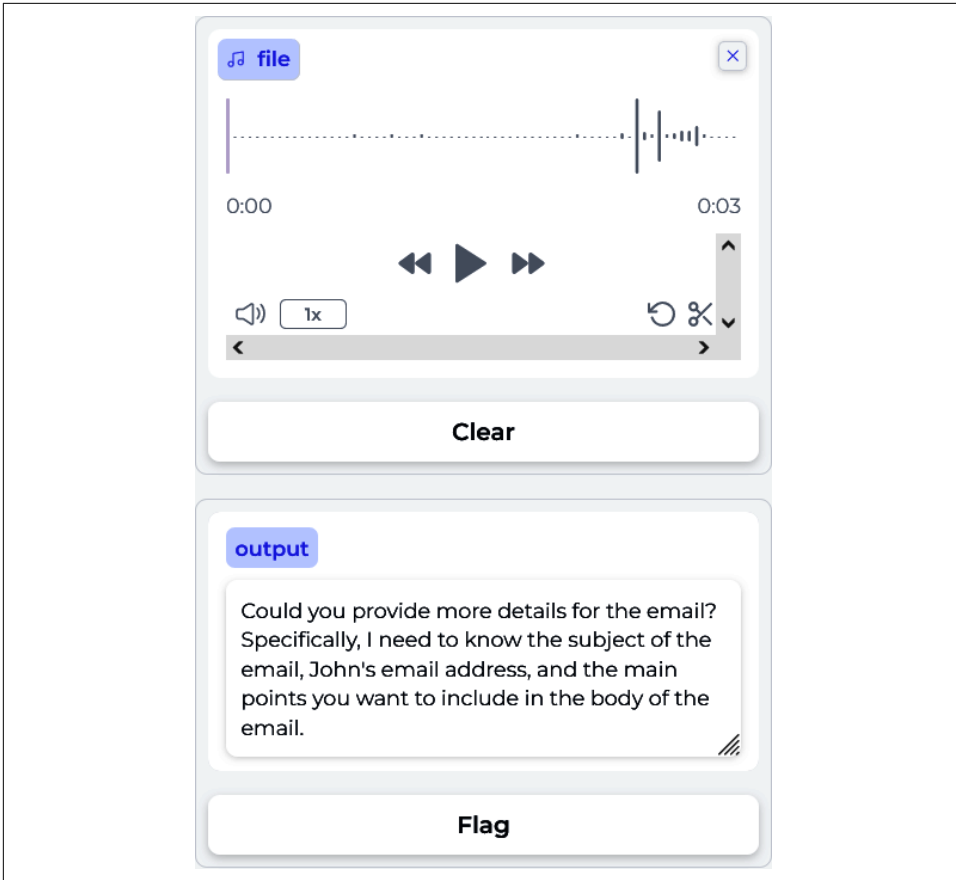 file
0:00
0:03
1x
Clear
output
Could you provide more details for the email?
Specifically, I need to know the subject of the
email, John's email address, and the main
points you want to include in the body of the
email.
Flag